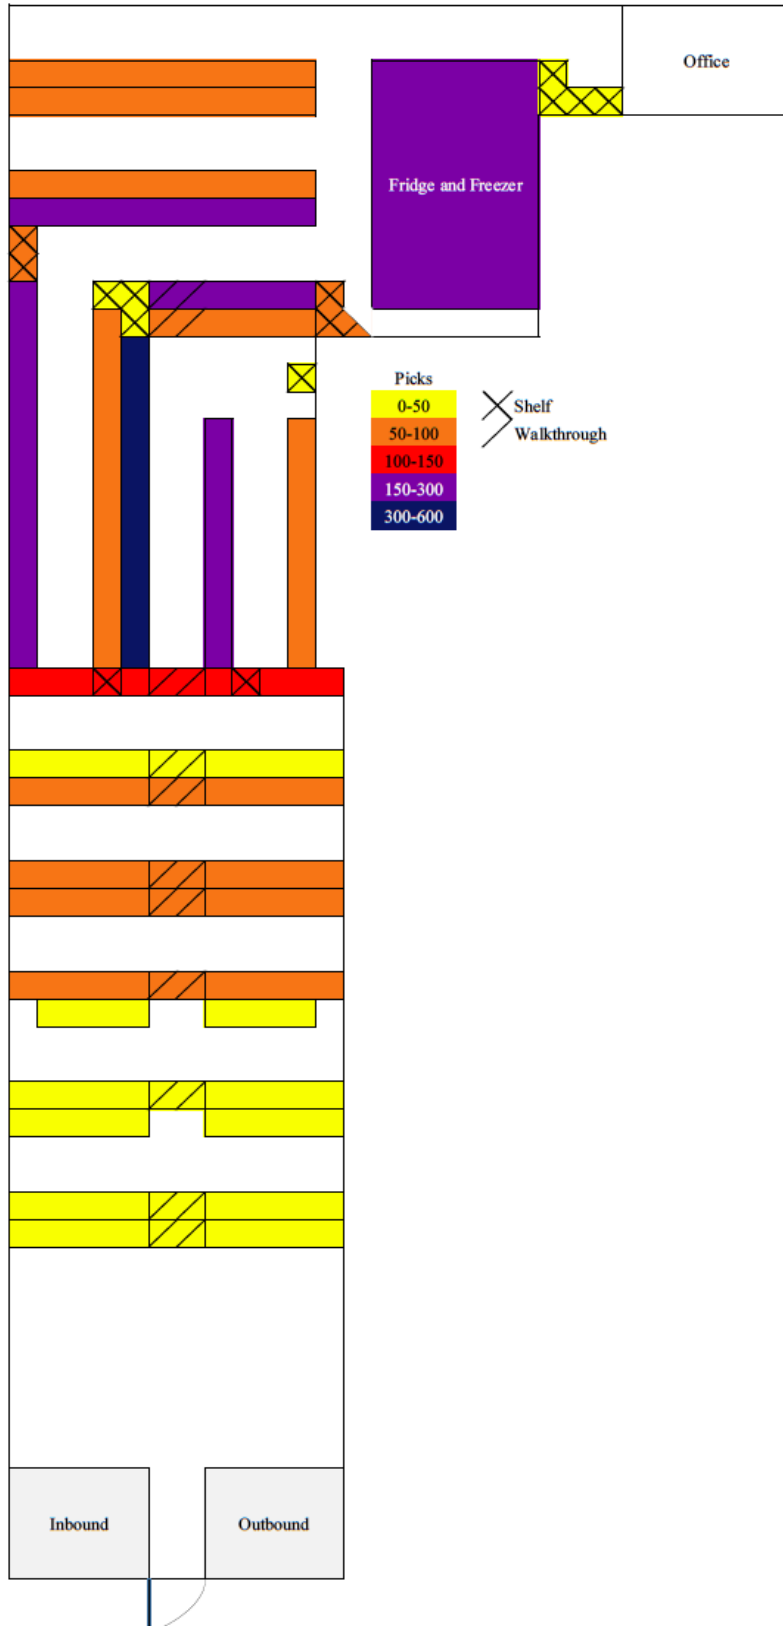 Office
Fridge and Freezer
Picks
0-50
50-100
100-150
150-300
300-600
Shelf
Walkthrough
Inbound
Outbound